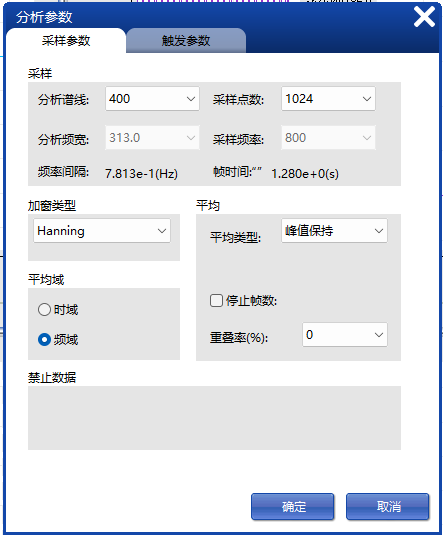 分析参数
采样参数 触发参数
采样
分析谱线: 400 采样点数: 1024
分析频宽: 313.0 采样频率: 800
频率间隔: 7.813e-1(Hz) 帧时间:“” 1.280e+0(s)
加窗类型 平均
Hanning 平均类型: 峰值保持
平均域
时域 停止帧数:
频域 重叠率(%): 0
禁止数据
确定 取消